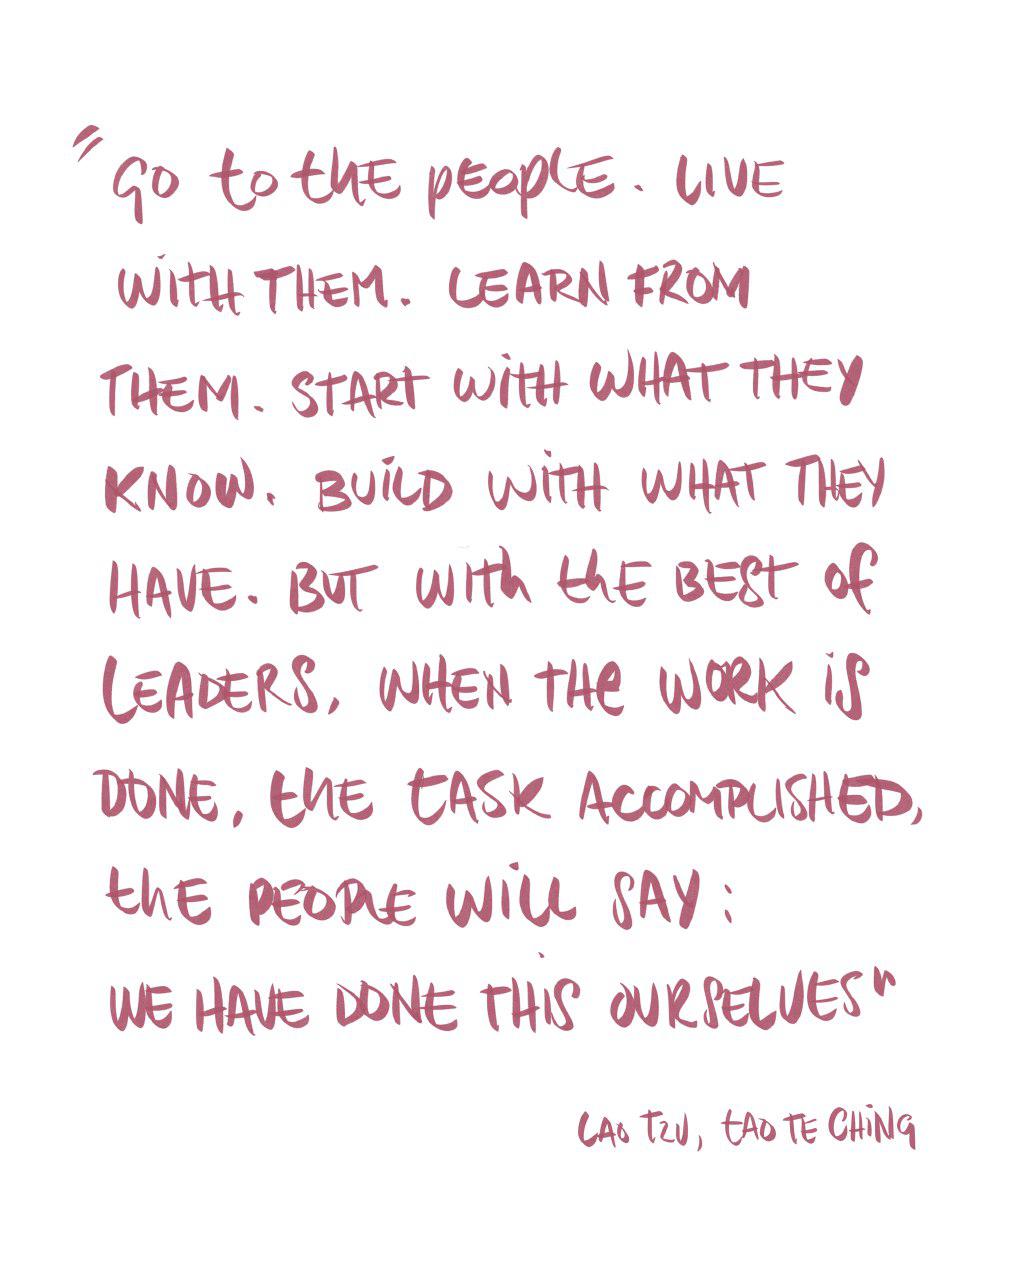 "Go to the people. LIVE
WITH THEM. LEARN FROM
THEM. START WITH WHAT THEY
KNOW. BUILD WITH WHAT THEY
HAVE. BUT WITH the BEST of
LEADERS, WHEN THE WORK IS
DONE, the TASK ACCOMPLISHED,
the PEOPLE WILL SAY:
WE HAVE DONE THIS OURSELVES"
LAO TZU, TAO TE CHING